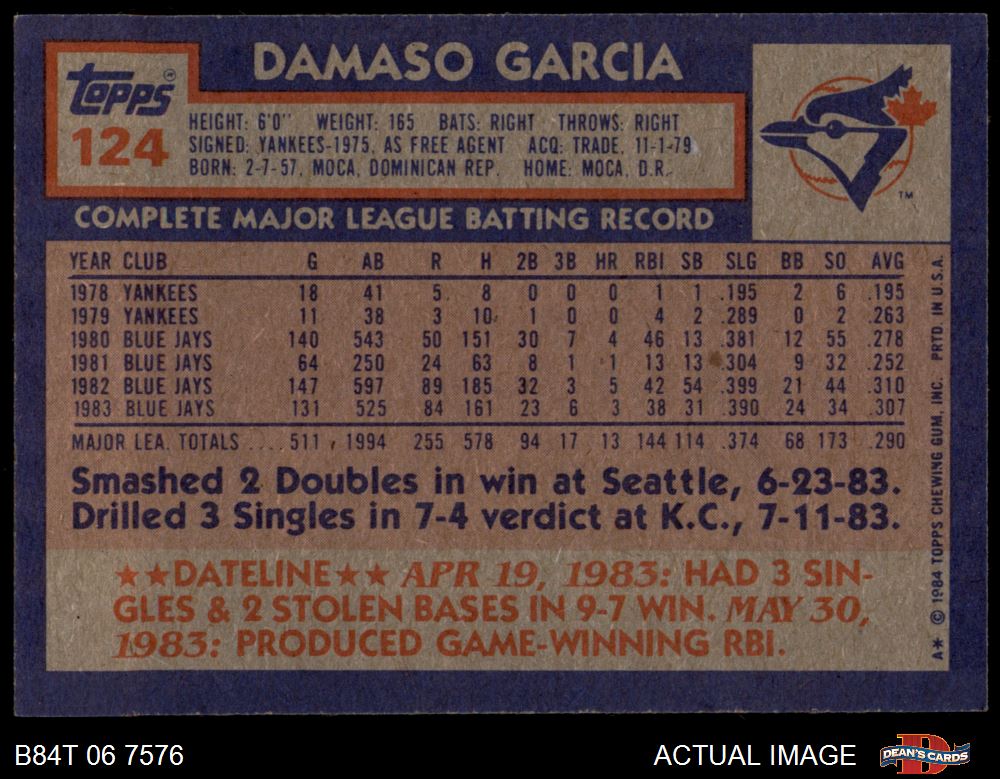 DAMASO GARCIA
Topps®
124
HEIGHT: 6'0" WEIGHT: 165 BATS: RIGHT THROWS: RIGHT
SIGNED: YANKEES-1975, AS FREE AGENT ACQ: TRADE, 11-1-79
BORN: 2-7-57, MOCA, DOMINICAN REP. HOME: MOCA, D.R.
TM
COMPLETE MAJOR LEAGUE BATTING RECORD
YEAR CLUB G AB R H 2B 3B HR RBI SB SLG BB SO AVG
1978 YANKEES 18 41 5 8 0 0 0 1 1 .195 2 6 .195
1979 YANKEES 11 38 3 10 1 0 0 4 2 .289 0 2 .263
1980 BLUE JAYS 140 543 50 151 30 7 4 46 13 .381 12 55 .278
1981 BLUE JAYS 64 250 24 63 8 1 1 13 13 .304 9 32 .252
1982 BLUE JAYS 147 597 89 185 32 3 5 42 54 .399 21 44 .310
1983 BLUE JAYS 131 525 84 161 23 6 3 38 31 .390 24 34 .307
MAJOR LEA. TOTALS .... 511 1994 255 578 94 17 13 144 114 .374 68 173 .290
Smashed 2 Doubles in win at Seattle, 6-23-83.
Drilled 3 Singles in 7-4 verdict at K.C., 7-11-83.
★★DATELINE★★ APR 19, 1983: HAD 3 SIN-
GLES & 2 STOLEN BASES IN 9-7 WIN. MAY 30,
1983: PRODUCED GAME-WINNING RBI.
A* © 1984 TOPPS CHEWING GUM, INC. PRTD. IN U.S.A.
B84T 06 7576
ACTUAL IMAGE
DEAN'S CARDS